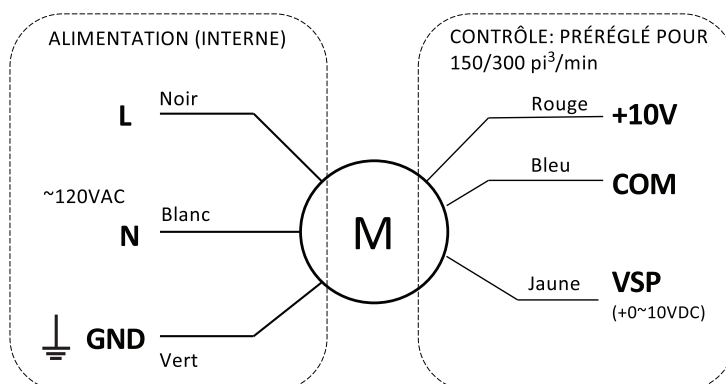 ALIMENTATION (INTERNE)
L
Noir
~120VAC
N
Blanc
GND
Vert
M
CONTRÔLE: PRÉRÉGLÉ POUR
150/300 pi³/min
Rouge
+10V
Bleu
COM
Jaune
VSP
(+0~10VDC)